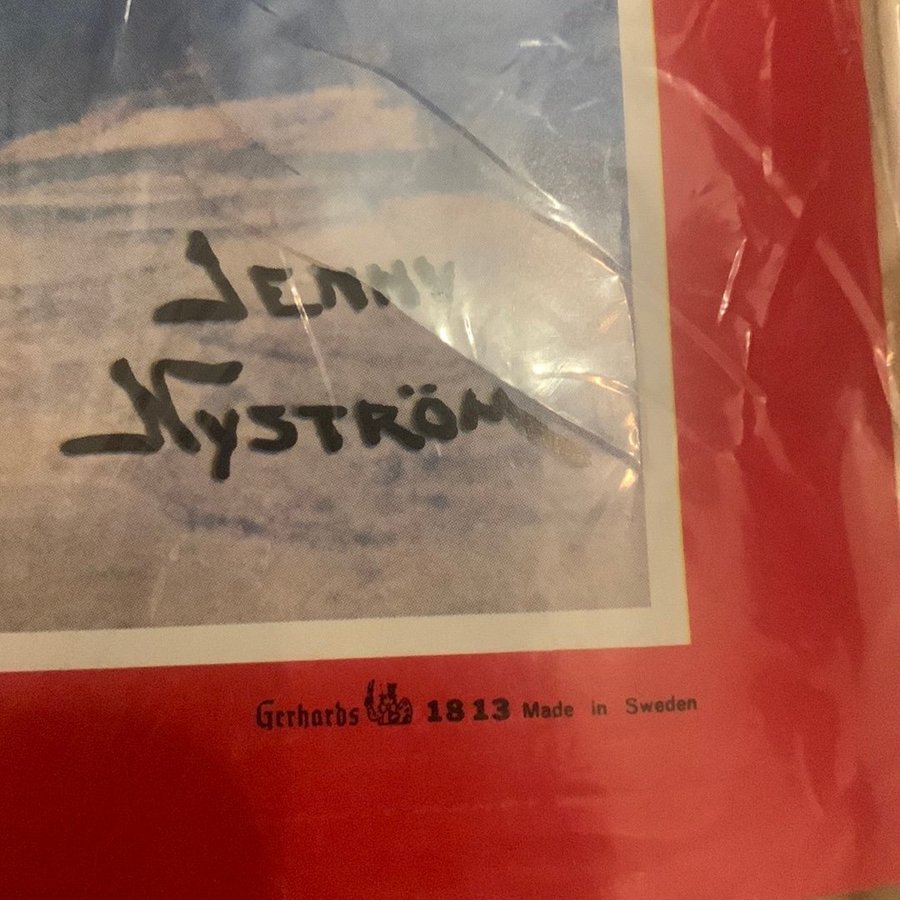 Jenny
Nyström
Gerhards 1813 Made in Sweden